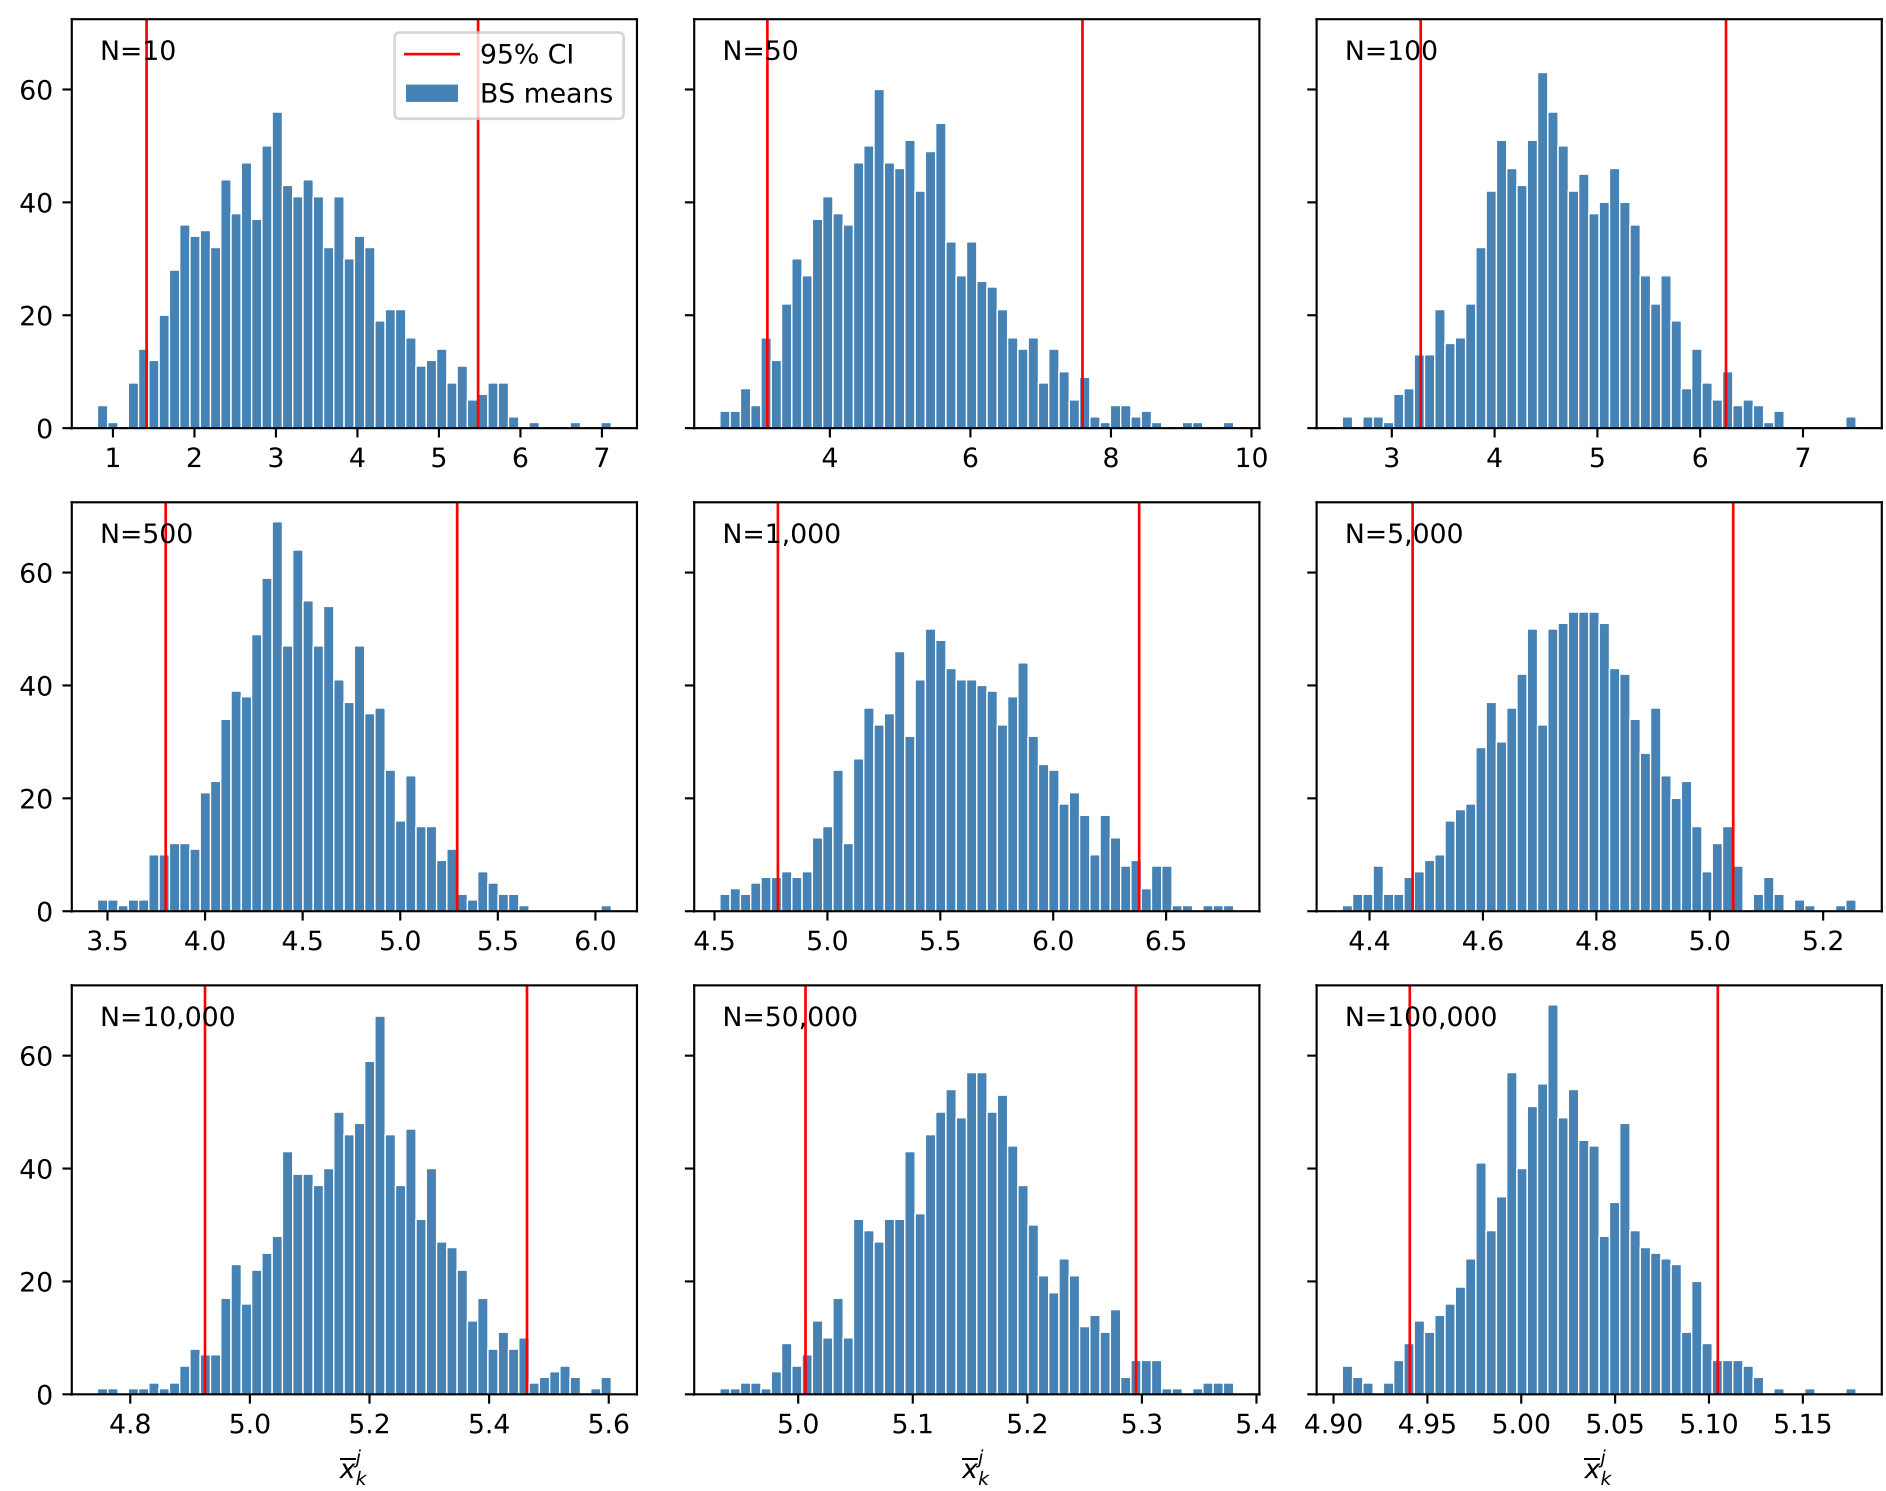 N=10
95% CI
BS means
60
40
20
0
1 2 3 4 5 6 7
N=50
4 6 8 10
N=100
3 4 5 6 7
N=500
60
40
20
0
3.5 4.0 4.5 5.0 5.5 6.0
N=1,000
4.5 5.0 5.5 6.0 6.5
N=5,000
4.4 4.6 4.8 5.0 5.2
N=10,000
60
40
20
0
4.8 5.0 5.2 5.4 5.6
x̅ₖʲ
N=50,000
5.0 5.1 5.2 5.3 5.4
x̅ₖʲ
N=100,000
4.90 4.95 5.00 5.05 5.10 5.15
x̅ₖʲ